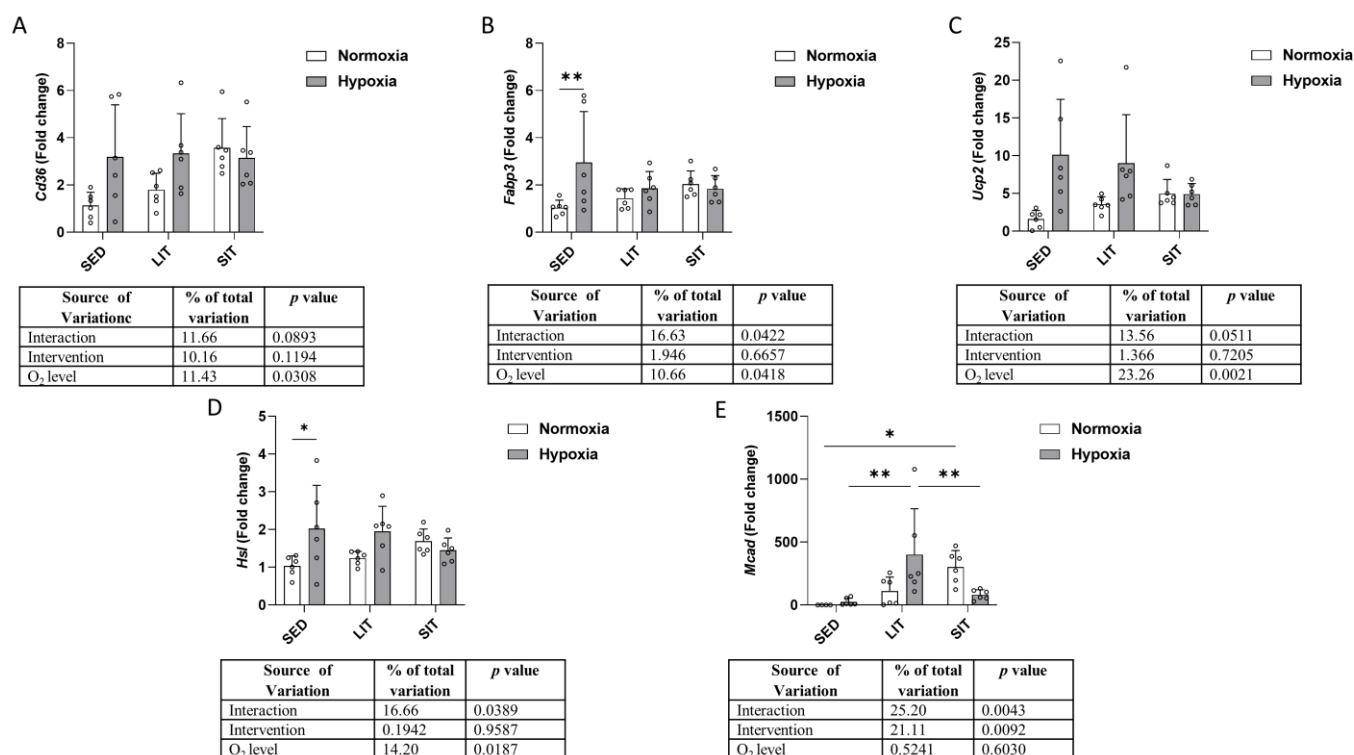 A
B
C
8
6
4
2
0
Cd36 (Fold change)
SED
LIT
SIT
Normoxia
Hypoxia
8
6
4
2
0
Fabp3 (Fold change)
**
SED
LIT
SIT
Normoxia
Hypoxia
25
20
15
10
5
0
Ucp2 (Fold change)
SED
LIT
SIT
Normoxia
Hypoxia
Source of % of total p value
Variationc variation
Interaction 11.66 0.0893
Intervention 10.16 0.1194
O₂ level 11.43 0.0308
Source of % of total p value
Variation variation
Interaction 16.63 0.0422
Intervention 1.946 0.6657
O₂ level 10.66 0.0418
Source of % of total p value
Variation variation
Interaction 13.56 0.0511
Intervention 1.366 0.7205
O₂ level 23.26 0.0021
D
E
5
4
3
2
1
0
Hsl (Fold change)
*
SED
LIT
SIT
Normoxia
Hypoxia
1500
1000
500
0
Mcad (Fold change)
*
** **
SED
LIT
SIT
Normoxia
Hypoxia
Source of % of total p value
Variation variation
Interaction 16.66 0.0389
Intervention 0.1942 0.9587
O₂ level 14.20 0.0187
Source of % of total p value
Variation variation
Interaction 25.20 0.0043
Intervention 21.11 0.0092
O₂ level 0.5241 0.6030